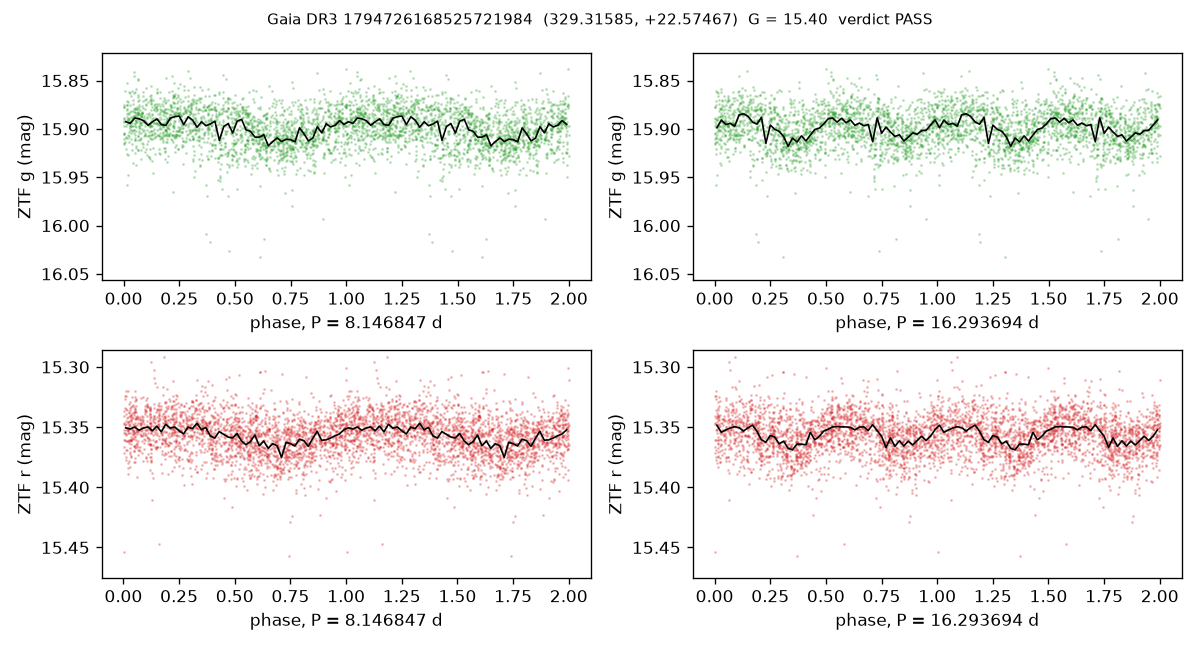 Gaia DR3 1794726168525721984  (329.31585, +22.57467)  G = 15.40  verdict PASS
ZTF g (mag)
15.85
15.90
15.95
16.00
16.05
0.00 0.25 0.50 0.75 1.00 1.25 1.50 1.75 2.00
phase, P = 8.146847 d
ZTF g (mag)
15.85
15.90
15.95
16.00
16.05
0.00 0.25 0.50 0.75 1.00 1.25 1.50 1.75 2.00
phase, P = 16.293694 d
ZTF r (mag)
15.30
15.35
15.40
15.45
0.00 0.25 0.50 0.75 1.00 1.25 1.50 1.75 2.00
phase, P = 8.146847 d
ZTF r (mag)
15.30
15.35
15.40
15.45
0.00 0.25 0.50 0.75 1.00 1.25 1.50 1.75 2.00
phase, P = 16.293694 d